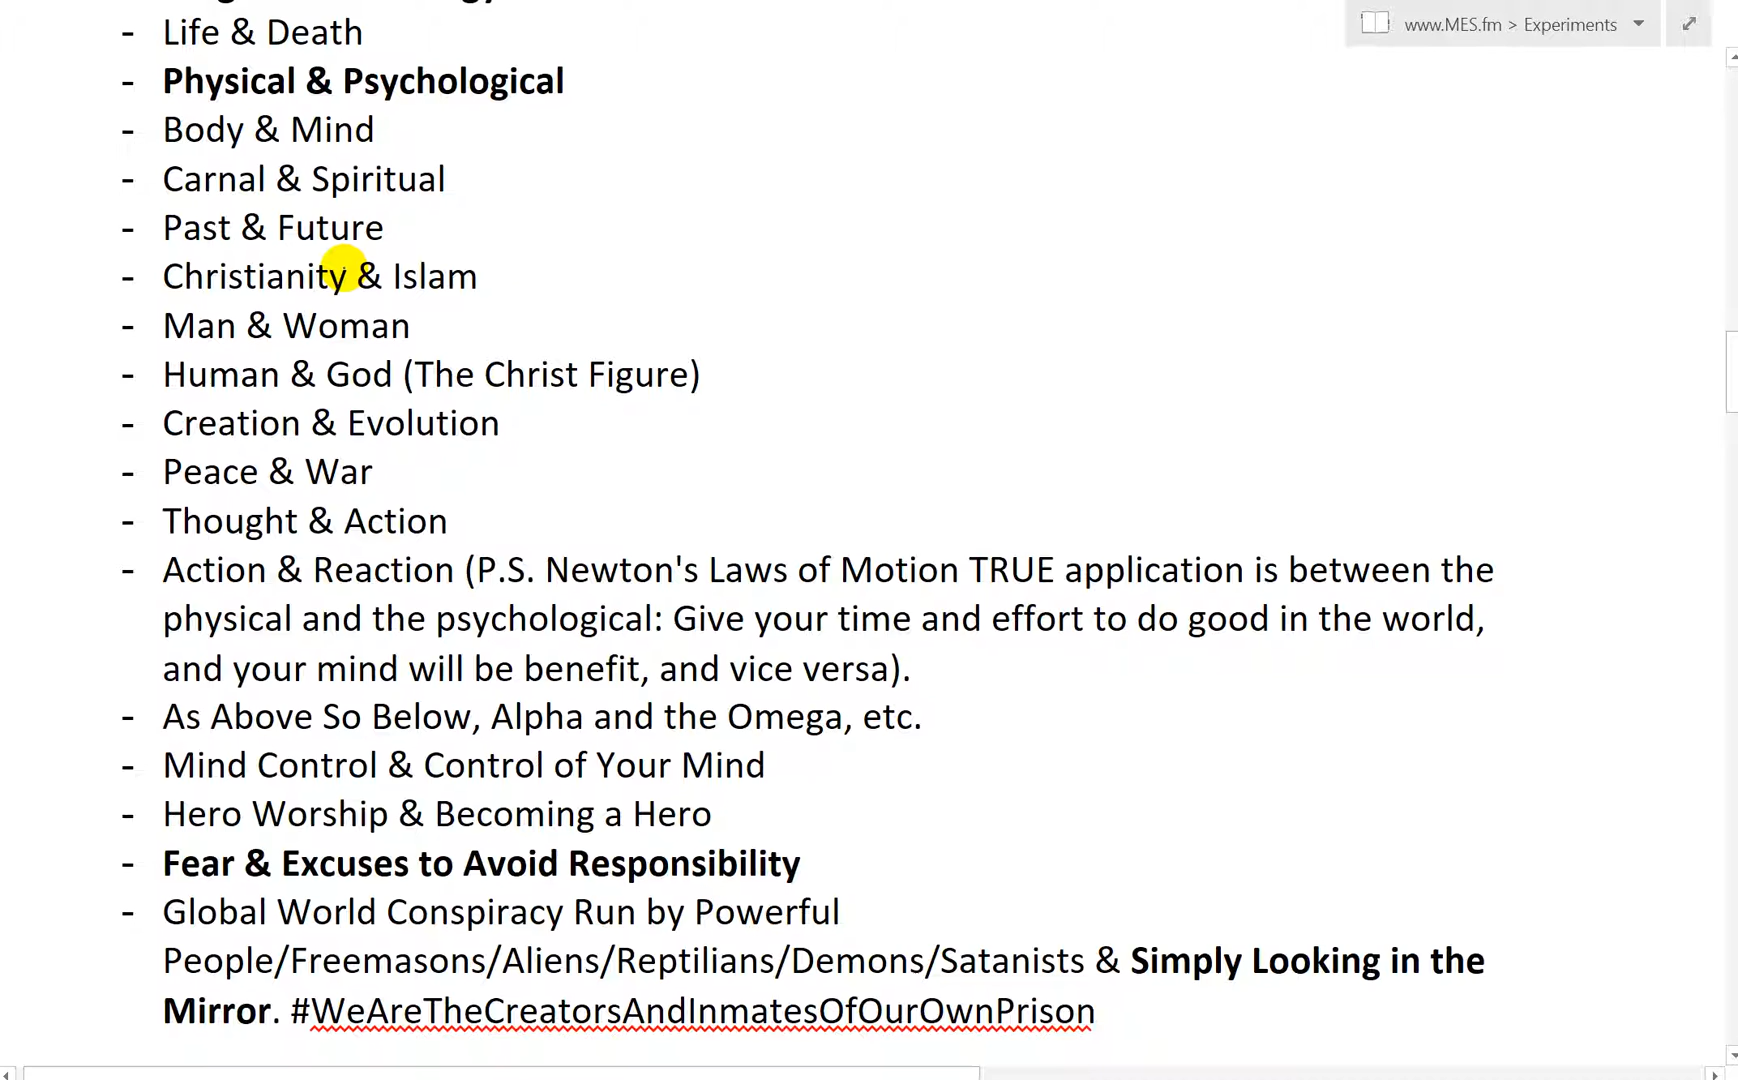 www.MES.fm > Experiments
- Life & Death
- Physical & Psychological
- Body & Mind
- Carnal & Spiritual
- Past & Future
- Christianity & Islam
- Man & Woman
- Human & God (The Christ Figure)
- Creation & Evolution
- Peace & War
- Thought & Action
- Action & Reaction (P.S. Newton's Laws of Motion TRUE application is between the
physical and the psychological: Give your time and effort to do good in the world,
and your mind will be benefit, and vice versa).
- As Above So Below, Alpha and the Omega, etc.
- Mind Control & Control of Your Mind
- Hero Worship & Becoming a Hero
- Fear & Excuses to Avoid Responsibility
- Global World Conspiracy Run by Powerful
People/Freemasons/Aliens/Reptilians/Demons/Satanists & Simply Looking in the
Mirror. #WeAreTheCreatorsAndInmatesOfOurOwnPrison